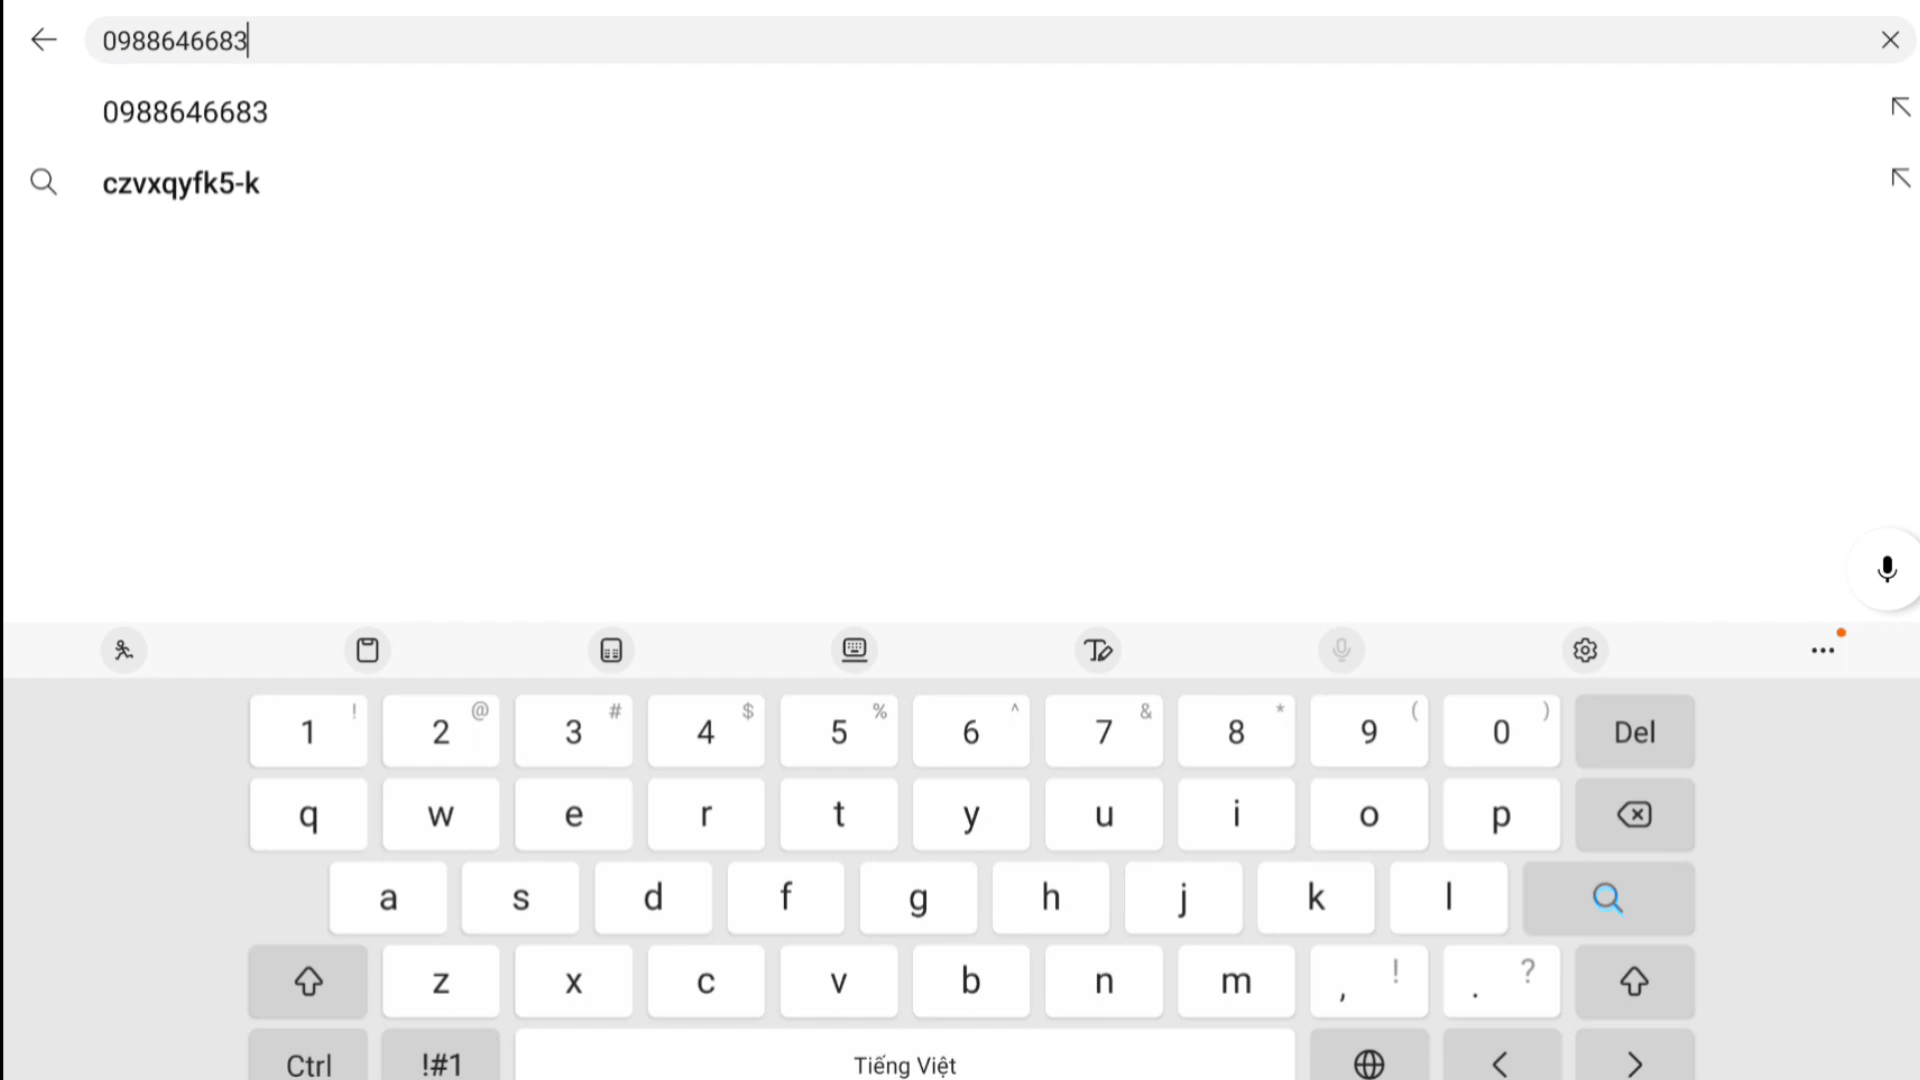 0988646683
0988646683
czvxqyfk5-k
1 ! 2 @ 3 # 4 $ 5 % 6 ^ 7 & 8 * 9 ( 0 ) Del
q w e r t y u i o p
a s d f g h j k l
z x c v b n m , ! . ?
Ctrl !#1 Tiếng Việt < >